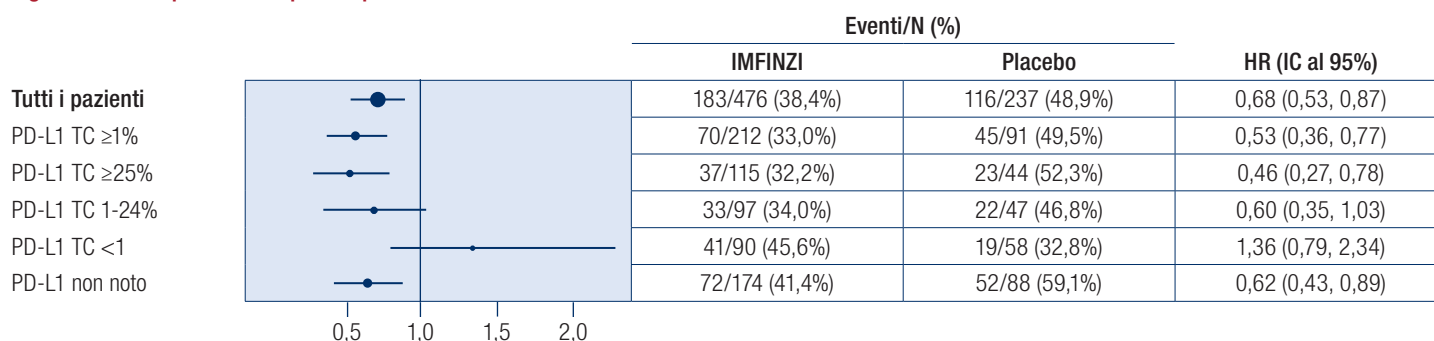 Eventi/N (%)
IMFINZI Placebo HR (IC al 95%)
Tutti i pazienti 183/476 (38,4%) 116/237 (48,9%) 0,68 (0,53, 0,87)
PD-L1 TC ≥1% 70/212 (33,0%) 45/91 (49,5%) 0,53 (0,36, 0,77)
PD-L1 TC ≥25% 37/115 (32,2%) 23/44 (52,3%) 0,46 (0,27, 0,78)
PD-L1 TC 1-24% 33/97 (34,0%) 22/47 (46,8%) 0,60 (0,35, 1,03)
PD-L1 TC <1 41/90 (45,6%) 19/58 (32,8%) 1,36 (0,79, 2,34)
PD-L1 non noto 72/174 (41,4%) 52/88 (59,1%) 0,62 (0,43, 0,89)
0,5 1,0 1,5 2,0